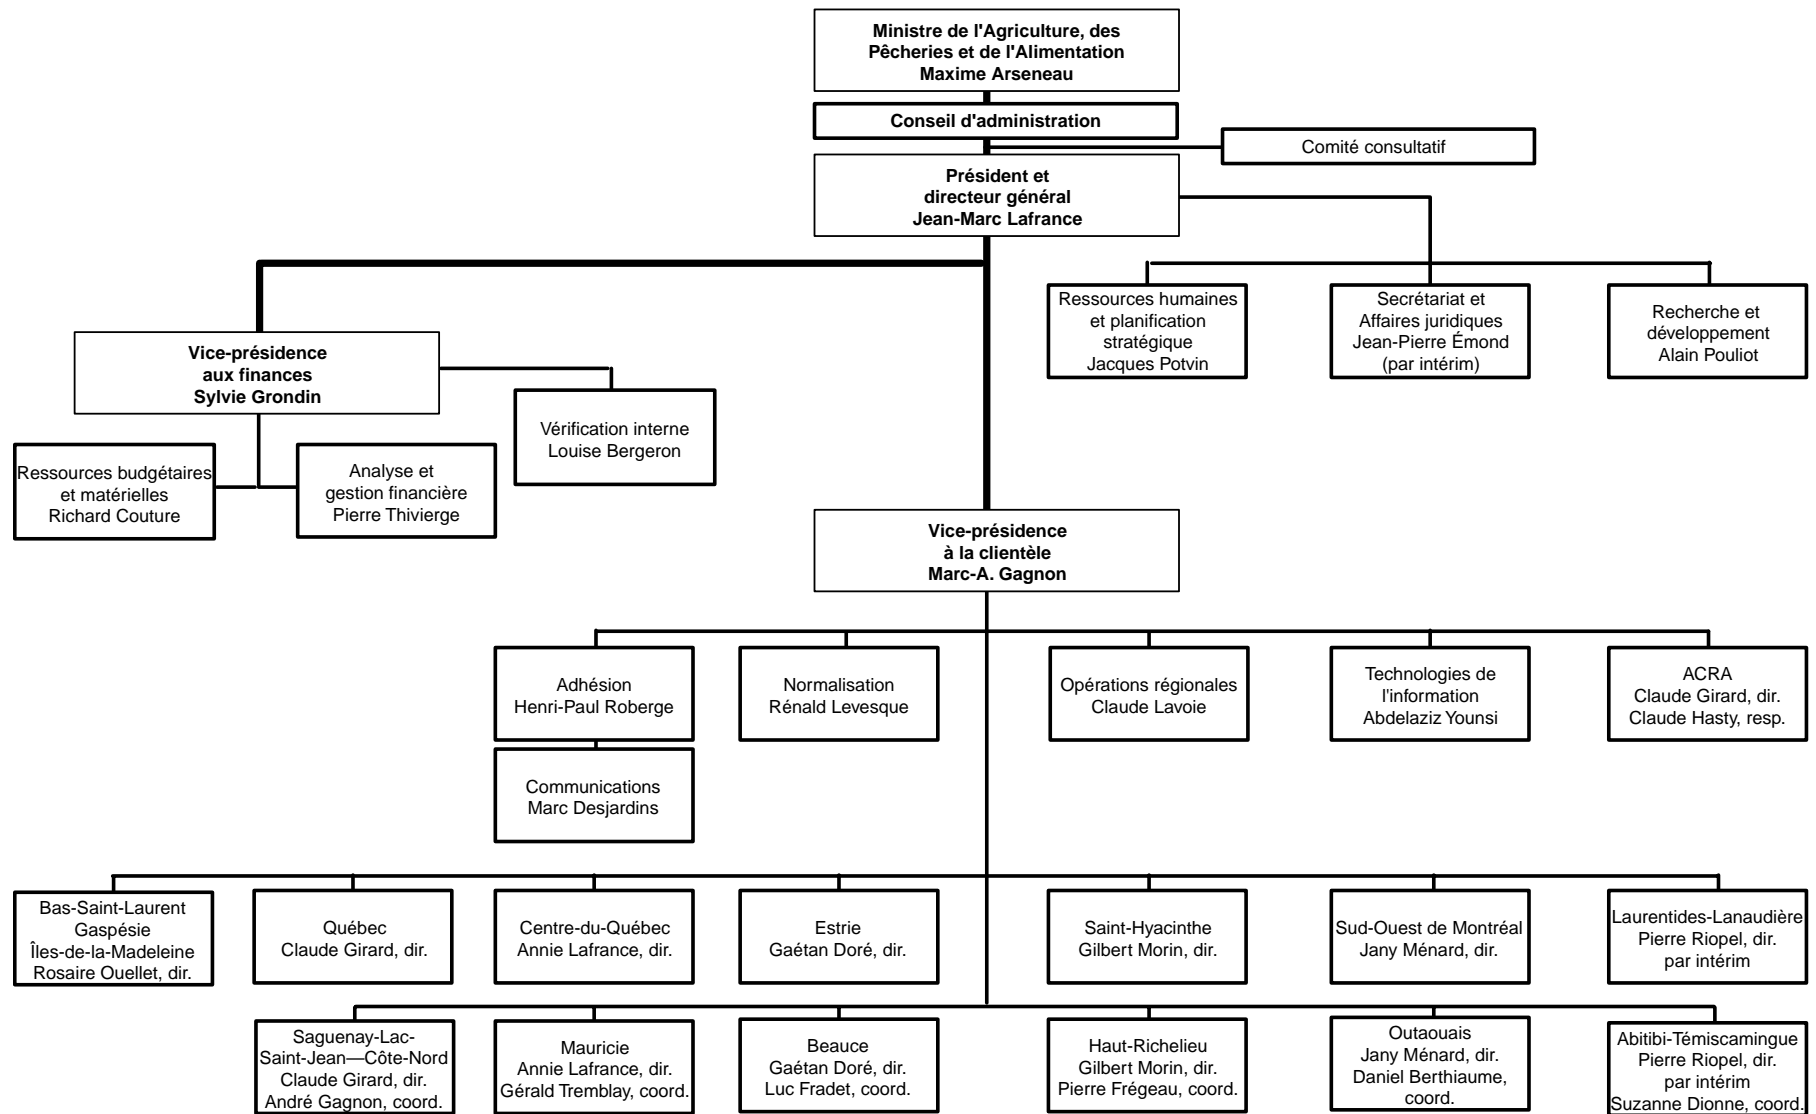 Ministre de l'Agriculture, des
Pêcheries et de l'Alimentation
Maxime Arseneau
Conseil d'administration
Comité consultatif
Président et
directeur général
Jean-Marc Lafrance
Ressources humaines
et planification
stratégique
Jacques Potvin
Secrétariat et
Affaires juridiques
Jean-Pierre Émond
(par intérim)
Recherche et
développement
Alain Pouliot
Vice-présidence
aux finances
Sylvie Grondin
Vérification interne
Louise Bergeron
Ressources budgétaires
et matérielles
Richard Couture
Analyse et
gestion financière
Pierre Thivierge
Vice-présidence
à la clientèle
Marc-A. Gagnon
Adhésion
Henri-Paul Roberge
Normalisation
Rénald Levesque
Opérations régionales
Claude Lavoie
Technologies de
l'information
Abdelaziz Younsi
ACRA
Claude Girard, dir.
Claude Hasty, resp.
Communications
Marc Desjardins
Bas-Saint-Laurent
Gaspésie
Îles-de-la-Madeleine
Rosaire Ouellet, dir.
Québec
Claude Girard, dir.
Centre-du-Québec
Annie Lafrance, dir.
Estrie
Gaétan Doré, dir.
Saint-Hyacinthe
Gilbert Morin, dir.
Sud-Ouest de Montréal
Jany Ménard, dir.
Laurentides-Lanaudière
Pierre Riopel, dir.
par intérim
Saguenay-Lac-
Saint-Jean—Côte-Nord
Claude Girard, dir.
André Gagnon, coord.
Mauricie
Annie Lafrance, dir.
Gérald Tremblay, coord.
Beauce
Gaétan Doré, dir.
Luc Fradet, coord.
Haut-Richelieu
Gilbert Morin, dir.
Pierre Frégeau, coord.
Outaouais
Jany Ménard, dir.
Daniel Berthiaume,
coord.
Abitibi-Témiscamingue
Pierre Riopel, dir.
par intérim
Suzanne Dionne, coord.